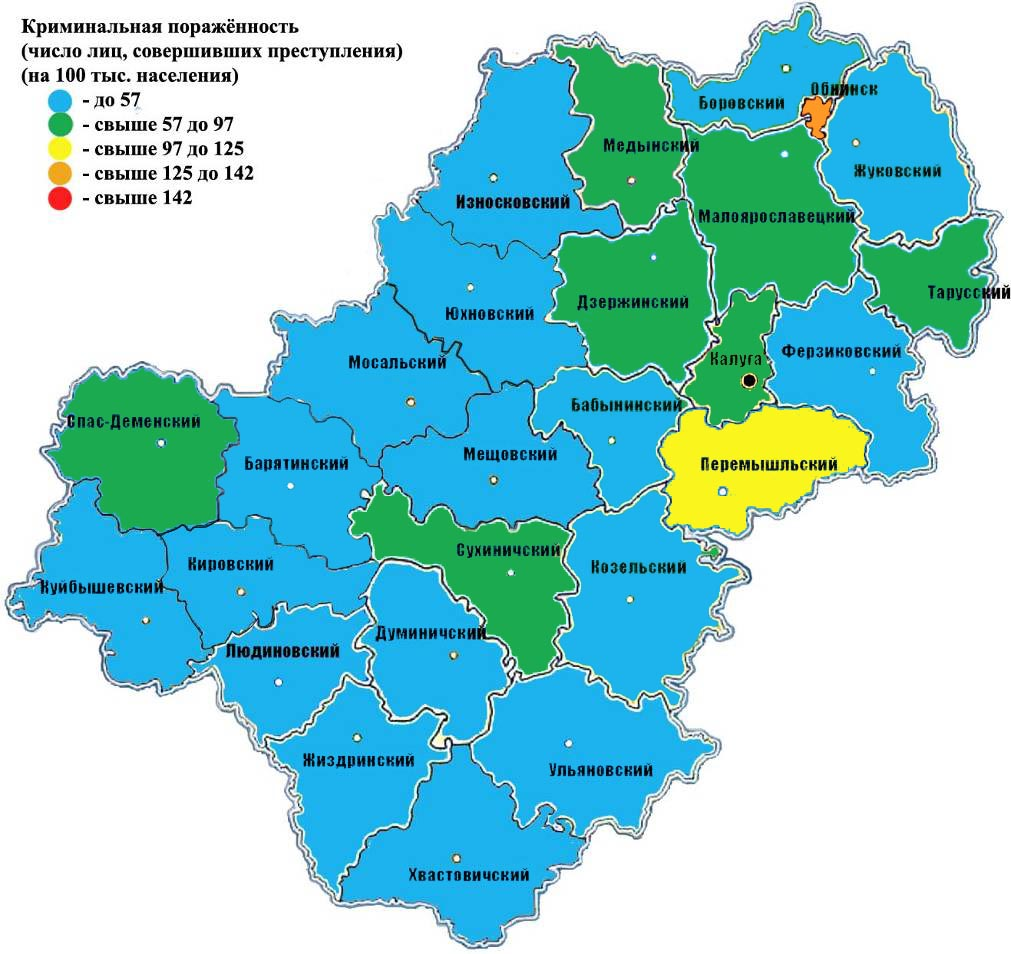 Криминальная поражённость
(число лиц, совершивших преступления)
(на 100 тыс. населения)
- до 57
- свыше 57 до 97
- свыше 97 до 125
- свыше 125 до 142
- свыше 142
Обнинск
Боровский
Медынский
Жуковский
Износковский
Малоярославецкий
Тарусский
Дзержинский
Юхновский
Калуга
Ферзиковский
Мосальский
Бабынинский
Спас-Деменский
Мещовский
Барятинский
Перемышльский
Сухиничский
Кировский
Козельский
Куйбышевский
Думиничский
Людиновский
Жиздринский
Ульяновский
Хвастовичский